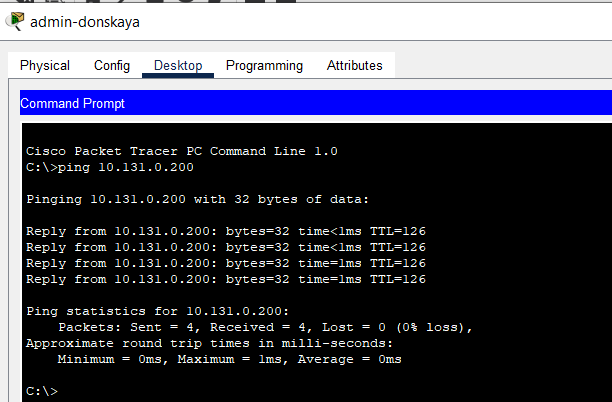 admin-donskaya
Physical Config Desktop Programming Attributes
Command Prompt
Cisco Packet Tracer PC Command Line 1.0
C:\>ping 10.131.0.200
Pinging 10.131.0.200 with 32 bytes of data:
Reply from 10.131.0.200: bytes=32 time<1ms TTL=126
Reply from 10.131.0.200: bytes=32 time<1ms TTL=126
Reply from 10.131.0.200: bytes=32 time=1ms TTL=126
Reply from 10.131.0.200: bytes=32 time=1ms TTL=126
Ping statistics for 10.131.0.200:
Packets: Sent = 4, Received = 4, Lost = 0 (0% loss),
Approximate round trip times in milli-seconds:
Minimum = 0ms, Maximum = 1ms, Average = 0ms
C:\>